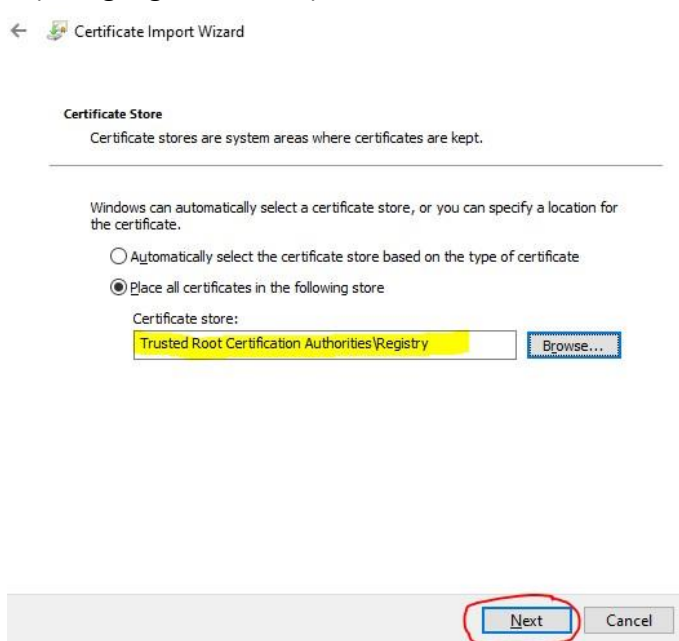 Certificate Import Wizard
Certificate Store
Certificate stores are system areas where certificates are kept.
Windows can automatically select a certificate store, or you can specify a location for
the certificate.
Automatically select the certificate store based on the type of certificate
Place all certificates in the following store
Certificate store:
Trusted Root Certification Authorities\Registry
Browse...
Next
Cancel